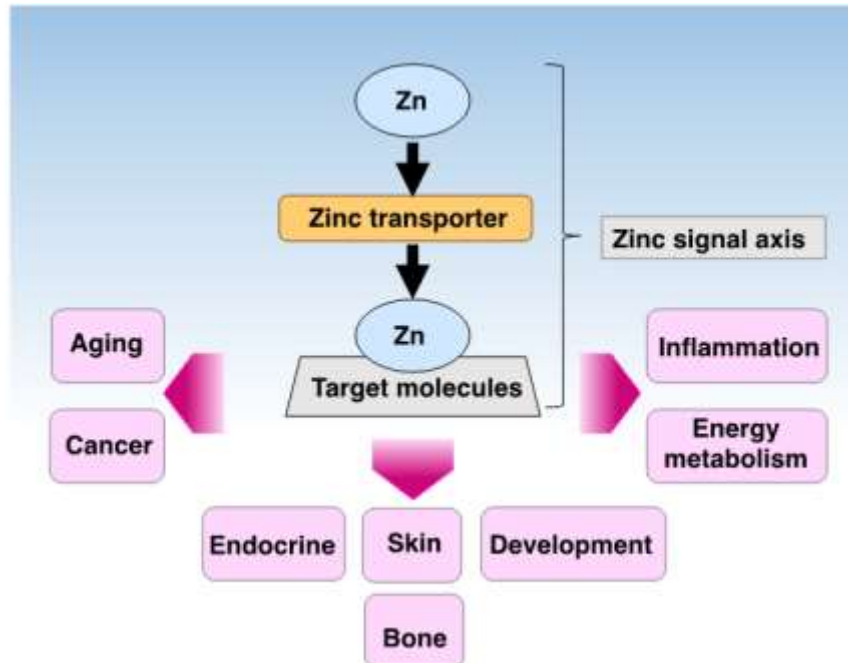 Zn
Zinc transporter
Zinc signal axis
Zn
Target molecules
Aging
Cancer
Inflammation
Energy
metabolism
Endocrine
Skin
Development
Bone